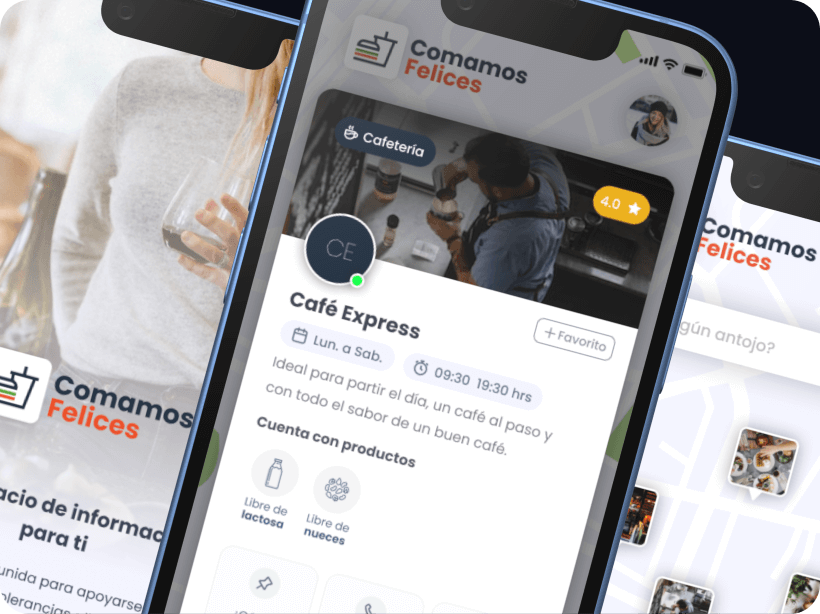 Comamos
Felices
Cafetería
4.0
CE
Café Express
+ Favorito
Lun. a Sab.
09:30 19:30 hrs
Ideal para partir el día, un café al paso y
con todo el sabor de un buen café.
Cuenta con productos
Libre de
lactosa
Libre de
nueces
Comamos
Felices
acio de informac
para ti
unida para apoyarse
Comamos
Felices
gún antojo?